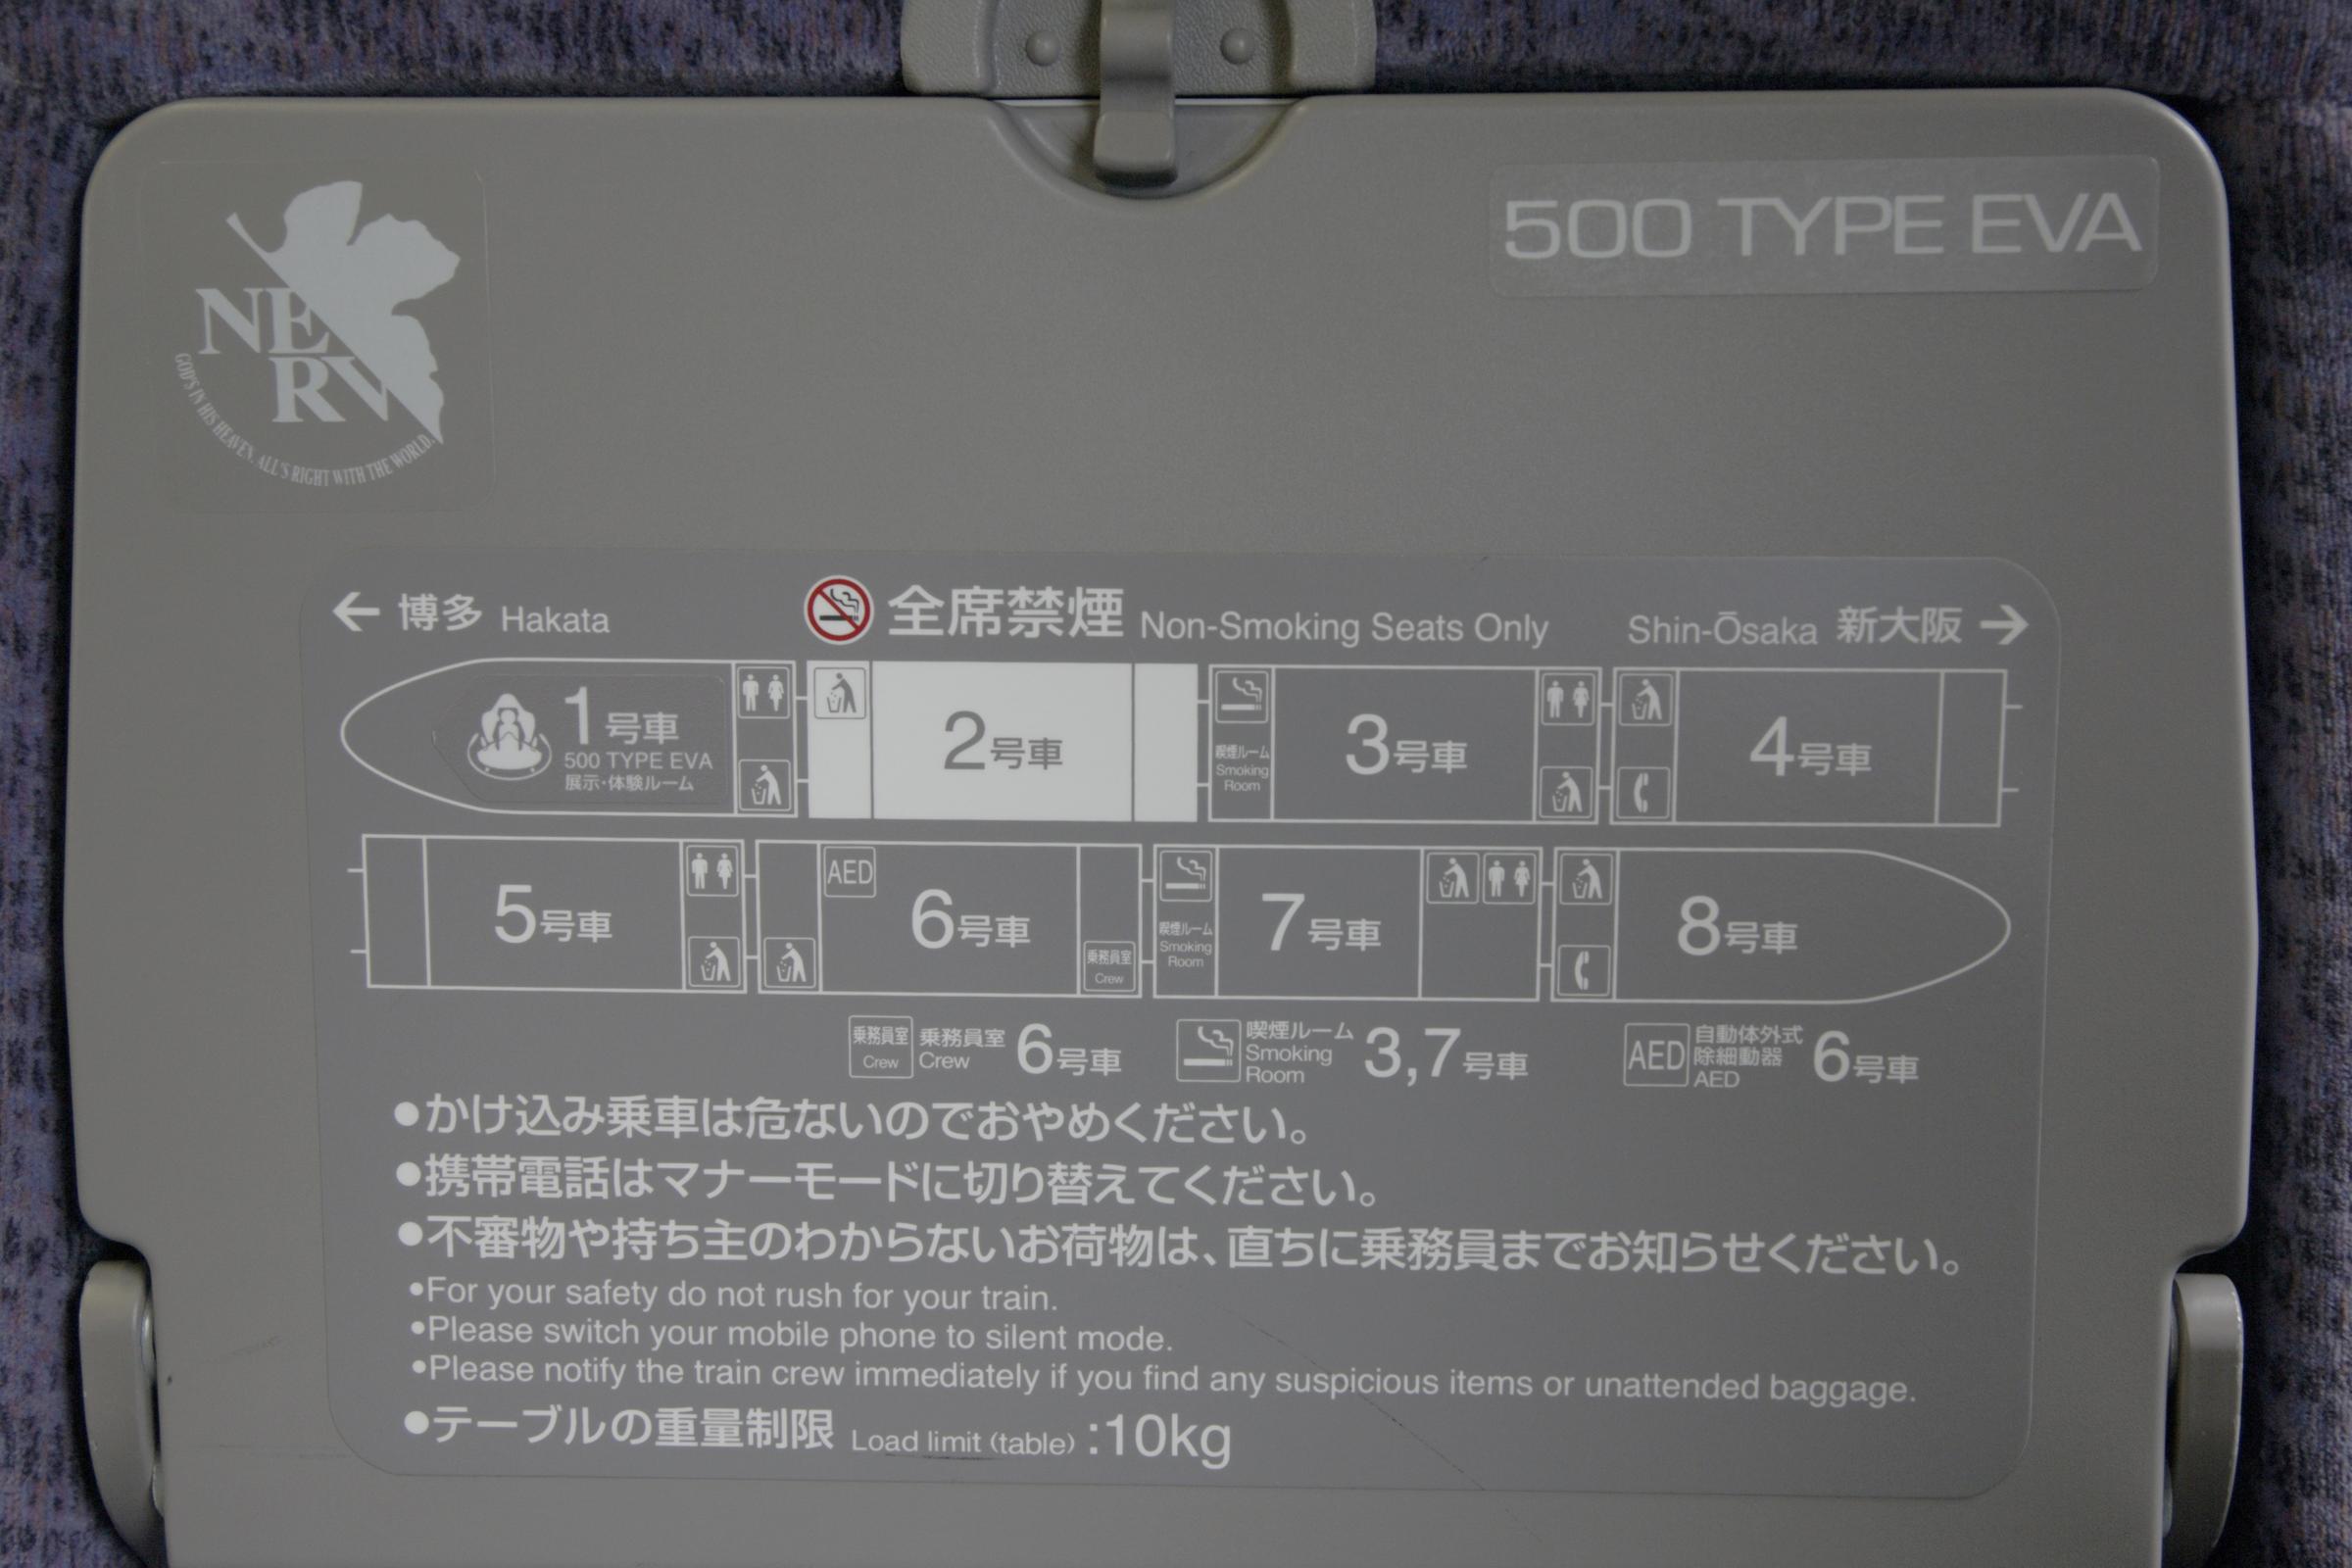 NERV
GOD'S IN HIS HEAVEN. ALL'S RIGHT WITH THE WORLD.
500 TYPE EVA
← 博多 Hakata
全席禁煙 Non-Smoking Seats Only
Shin-Ōsaka 新大阪 →
1号車
500 TYPE EVA
展示・体験ルーム
2号車
喫煙ルーム
Smoking
Room
3号車
4号車
5号車
AED
6号車
乗務員室
Crew
喫煙ルーム
Smoking
Room
7号車
8号車
乗務員室
Crew
乗務員室
Crew
6号車
喫煙ルーム
Smoking
Room
3,7号車
AED
自動体外式
除細動器
AED
6号車
●かけ込み乗車は危ないのでおやめください。
●携帯電話はマナーモードに切り替えてください。
●不審物や持ち主のわからないお荷物は、直ちに乗務員までお知らせください。
•For your safety do not rush for your train.
•Please switch your mobile phone to silent mode.
•Please notify the train crew immediately if you find any suspicious items or unattended baggage.
●テーブルの重量制限 Load limit (table) :10kg